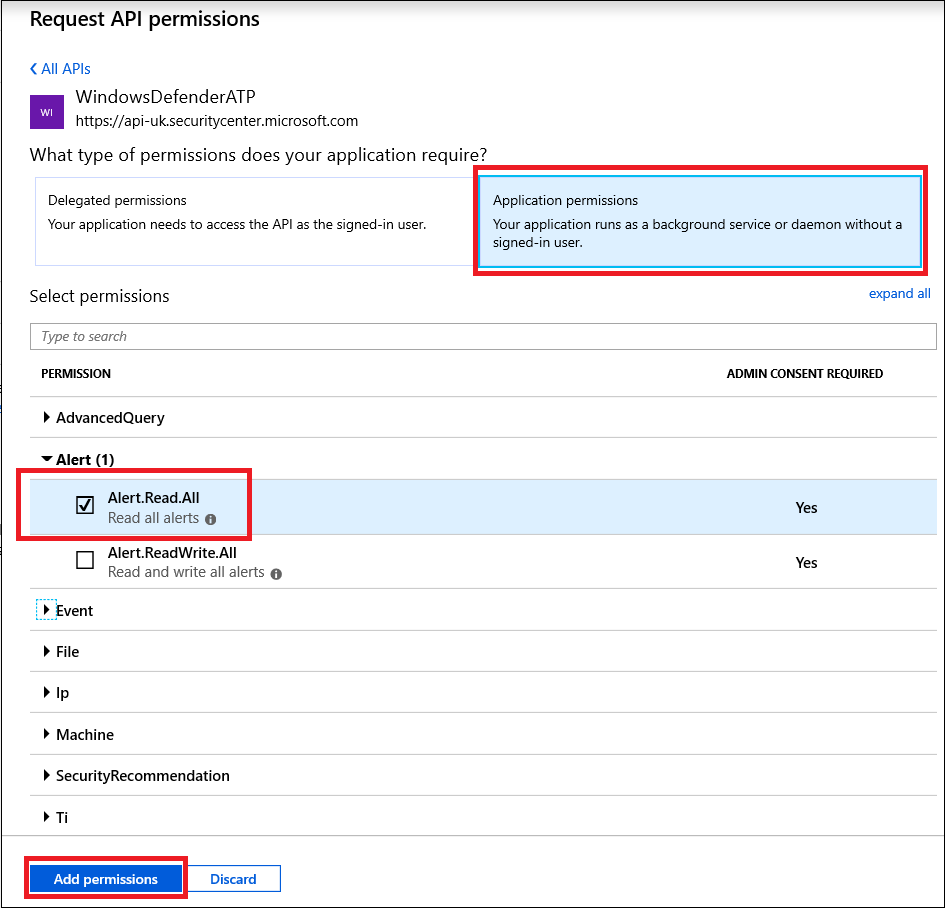 Request API permissions
All APIs
WI
WindowsDefenderATP
https://api-uk.securitycenter.microsoft.com
What type of permissions does your application require?
Delegated permissions
Your application needs to access the API as the signed-in user.
Application permissions
Your application runs as a background service or daemon without a
signed-in user.
Select permissions
expand all
Type to search
PERMISSION
ADMIN CONSENT REQUIRED
AdvancedQuery
Alert (1)
Alert.Read.All
Read all alerts
Yes
Alert.ReadWrite.All
Read and write all alerts
Yes
Event
File
Ip
Machine
SecurityRecommendation
Ti
Add permissions
Discard